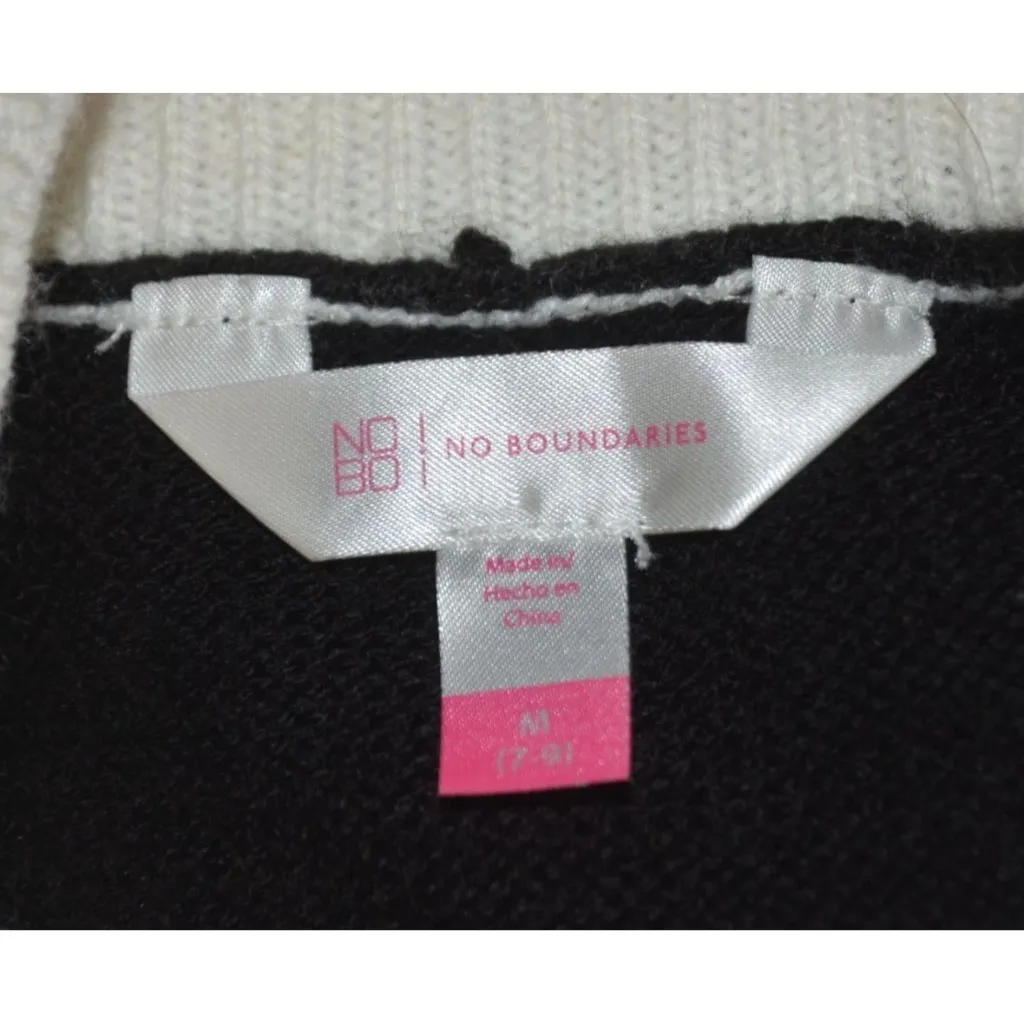 NO
BO
NO BOUNDARIES
Made in/
Hecho en
China
M
(7-9)